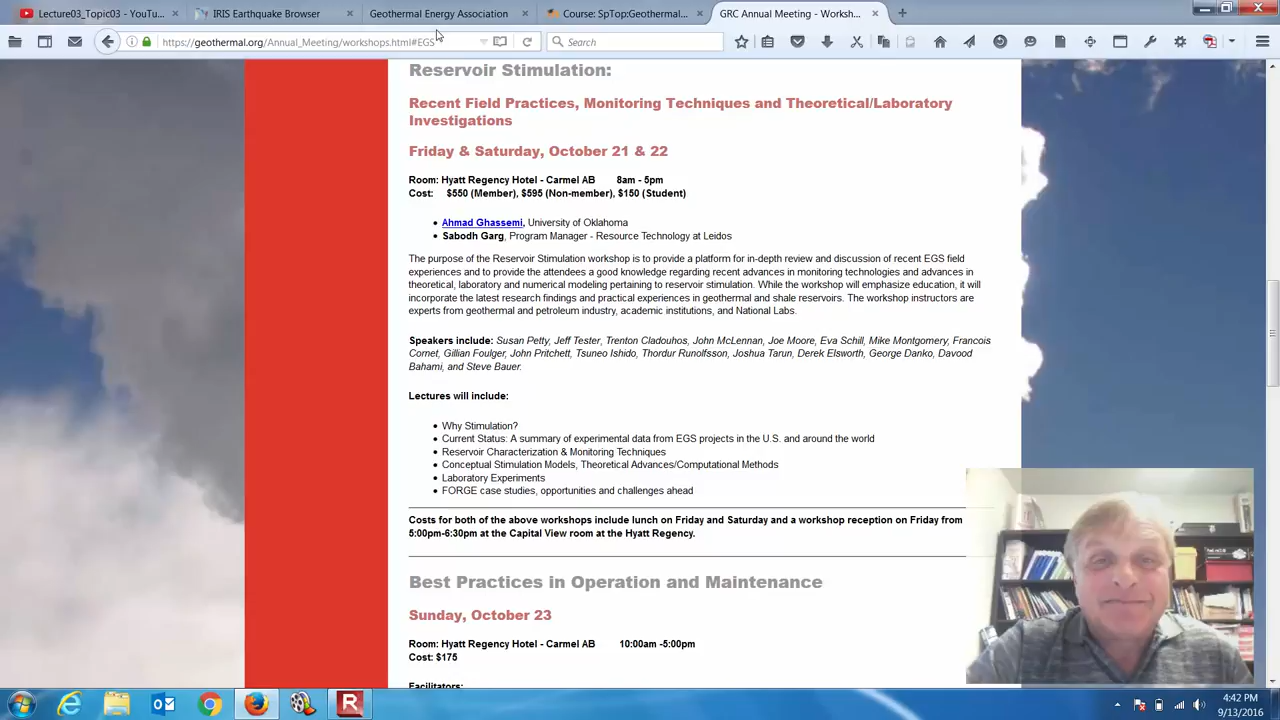 Lecture03_Topic03 - YouTu...
IRIS Earthquake Browser
Geothermal Energy Association
Course: SpTop:Geothermal...
GRC Annual Meeting - Worksh...
https://geothermal.org/Annual_Meeting/workshops.html#EGS
Search
Reservoir Stimulation:
Recent Field Practices, Monitoring Techniques and Theoretical/Laboratory
Investigations
Friday & Saturday, October 21 & 22
Room: Hyatt Regency Hotel - Carmel AB 8am - 5pm
Cost: $550 (Member), $595 (Non-member), $150 (Student)
• Ahmad Ghassemi, University of Oklahoma
• Sabodh Garg, Program Manager - Resource Technology at Leidos
The purpose of the Reservoir Stimulation workshop is to provide a platform for in-depth review and discussion of recent EGS field
experiences and to provide the attendees a good knowledge regarding recent advances in monitoring technologies and advances in
theoretical, laboratory and numerical modeling pertaining to reservoir stimulation. While the workshop will emphasize education, it will
incorporate the latest research findings and practical experiences in geothermal and shale reservoirs. The workshop instructors are
experts from geothermal and petroleum industry, academic institutions, and National Labs.
Speakers include: Susan Petty, Jeff Tester, Trenton Cladouhos, John McLennan, Joe Moore, Eva Schill, Mike Montgomery, Francois
Cornet, Gillian Foulger, John Pritchett, Tsuneo Ishido, Thordur Runolfsson, Joshua Tarun, Derek Elsworth, George Danko, Davood
Bahami, and Steve Bauer.
Lectures will include:
• Why Stimulation?
• Current Status: A summary of experimental data from EGS projects in the U.S. and around the world
• Reservoir Characterization & Monitoring Techniques
• Conceptual Stimulation Models, Theoretical Advances/Computational Methods
• Laboratory Experiments
• FORGE case studies, opportunities and challenges ahead
Costs for both of the above workshops include lunch on Friday and Saturday and a workshop reception on Friday from
5:00pm-6:30pm at the Capital View room at the Hyatt Regency.
Best Practices in Operation and Maintenance
Sunday, October 23
Room: Hyatt Regency Hotel - Carmel AB 10:00am -5:00pm
Cost: $175
Facilitators:
4:42 PM
9/13/2016